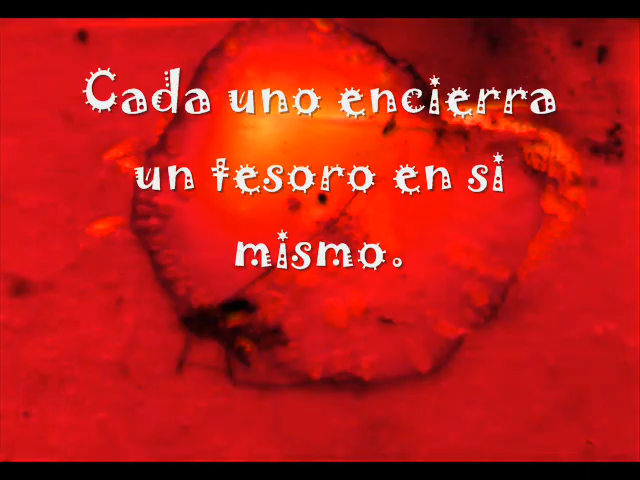 Cada uno encierra
un tesoro en si
mismo.